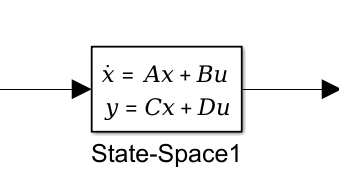 ẋ = Ax + Bu
y = Cx + Du
State-Space1